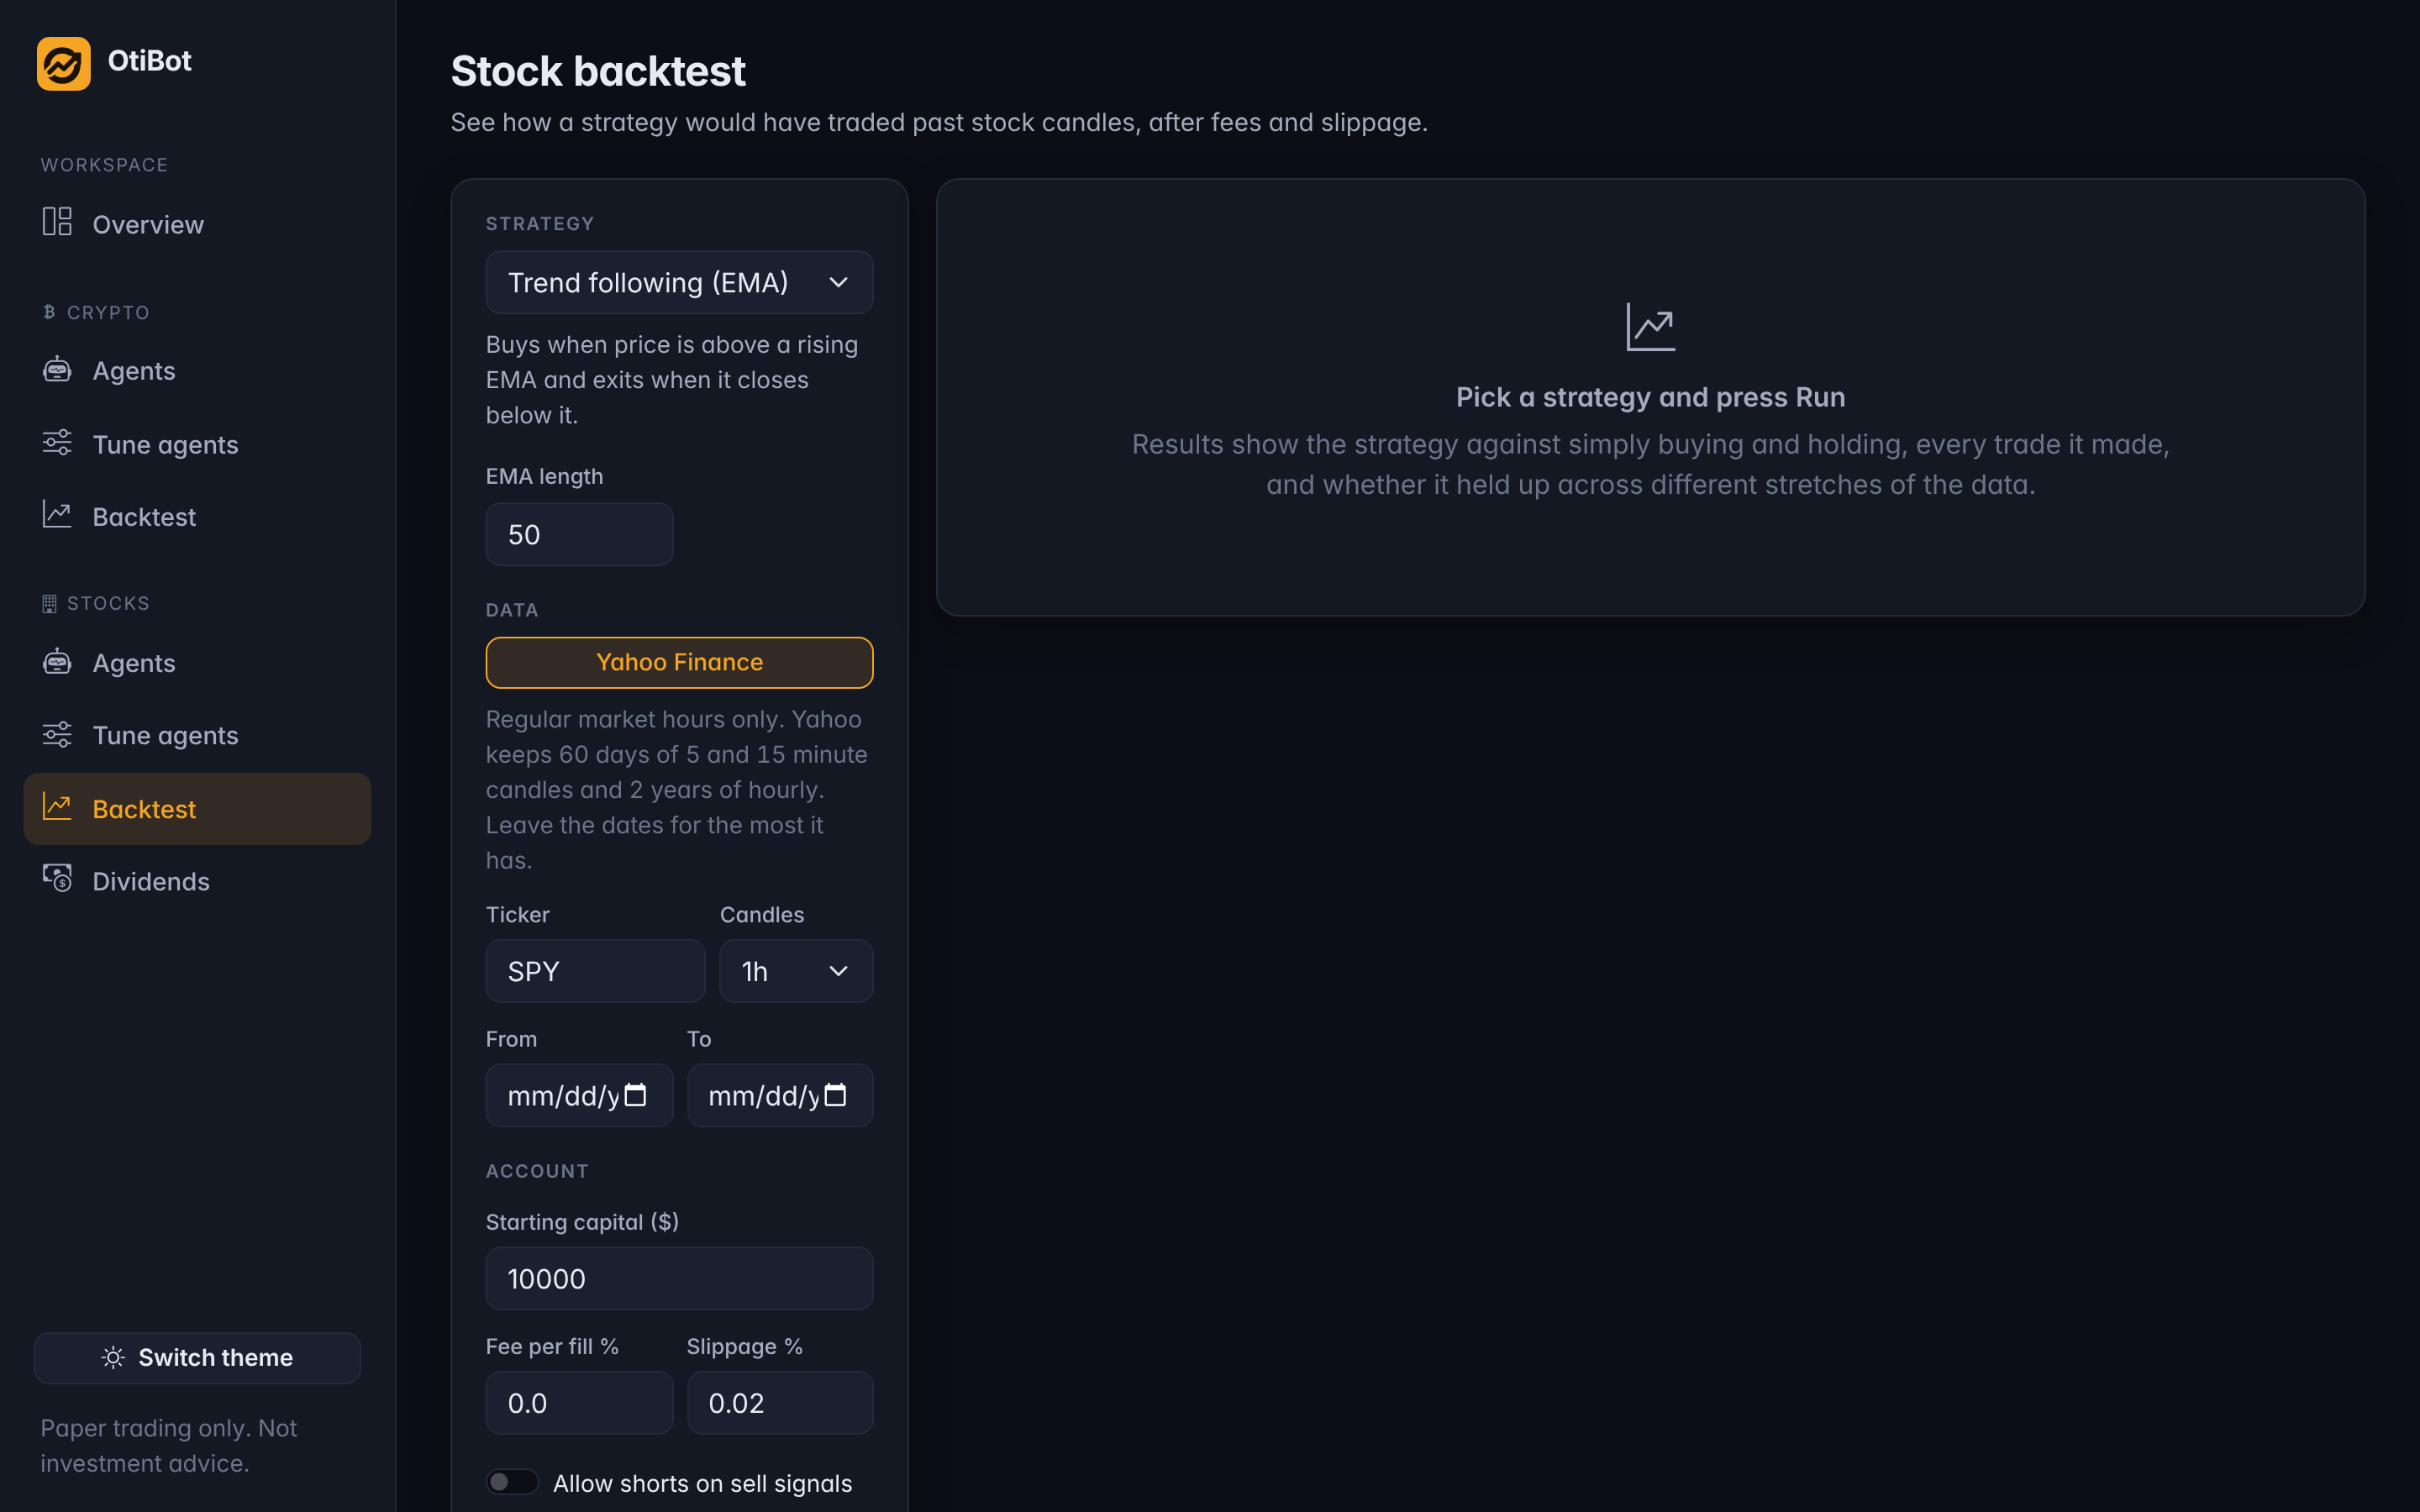 OtiBot
WORKSPACE
Overview
CRYPTO
Agents
Tune agents
Backtest
STOCKS
Agents
Tune agents
Backtest
Dividends
Switch theme
Paper trading only. Not
investment advice.
Stock backtest
See how a strategy would have traded past stock candles, after fees and slippage.
STRATEGY
Trend following (EMA)
Buys when price is above a rising
EMA and exits when it closes
below it.
EMA length
50
DATA
Yahoo Finance
Regular market hours only. Yahoo
keeps 60 days of 5 and 15 minute
candles and 2 years of hourly.
Leave the dates for the most it
has.
Ticker Candles
SPY 1h
From To
mm/dd/y mm/dd/y
ACCOUNT
Starting capital ($)
10000
Fee per fill % Slippage %
0.0 0.02
Allow shorts on sell signals
Pick a strategy and press Run
Results show the strategy against simply buying and holding, every trade it made,
and whether it held up across different stretches of the data.